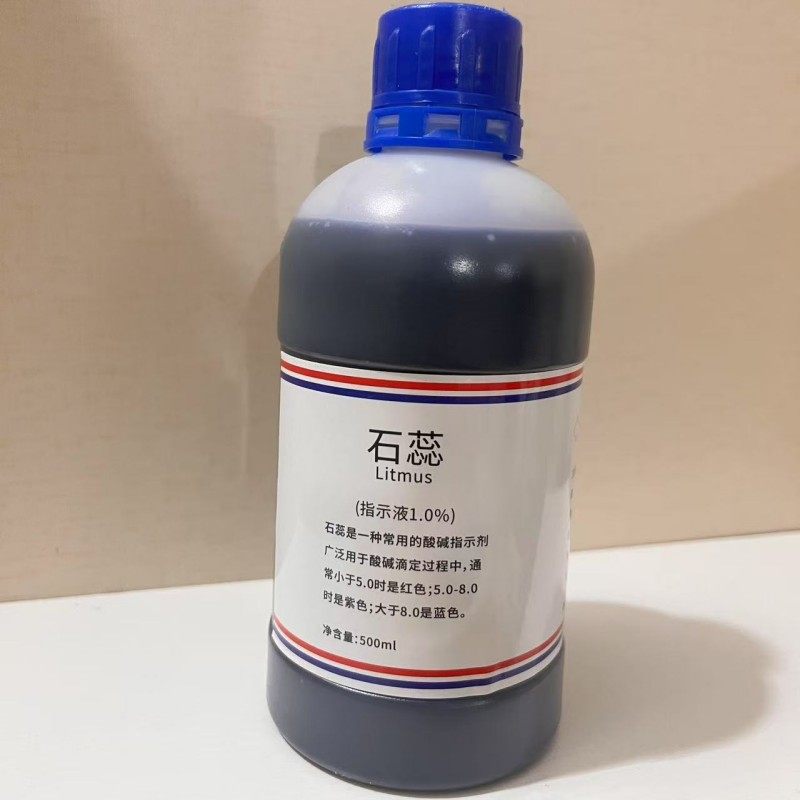 石蕊
Litmus
(指示液1.0%)
石蕊是一种常用的酸碱指示剂
广泛用于酸碱滴定过程中,通
常小于5.0时是红色;5.0-8.0
时是紫色;大于8.0是蓝色。
净含量:500ml